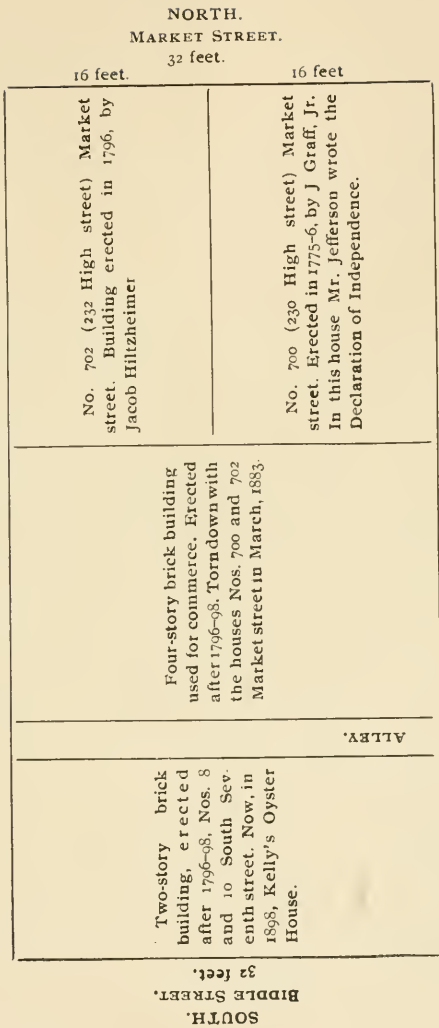 NORTH.
MARKET STREET.
32 feet.
16 feet.
16 feet
No. 702 (232 High street) Market
street. Building erected in 1796, by
Jacob Hiltzheimer
No. 700 (230 High street) Market
street. Erected in 1775-6, by J Graff, Jr.
In this house Mr. Jefferson wrote the
Declaration of Independence.
Four-story brick building
used for commerce. Erected
after 1796-98. Torn down with
the houses Nos. 700 and 702
Market street in March, 1883.
ALLEY.
Two-story brick
building, erected
after 1796-98, Nos. 8
and 10 South Sev-
enth street. Now, in
1898, Kelly's Oyster
House.
32 feet.
BIDDLE STREET.
SOUTH.